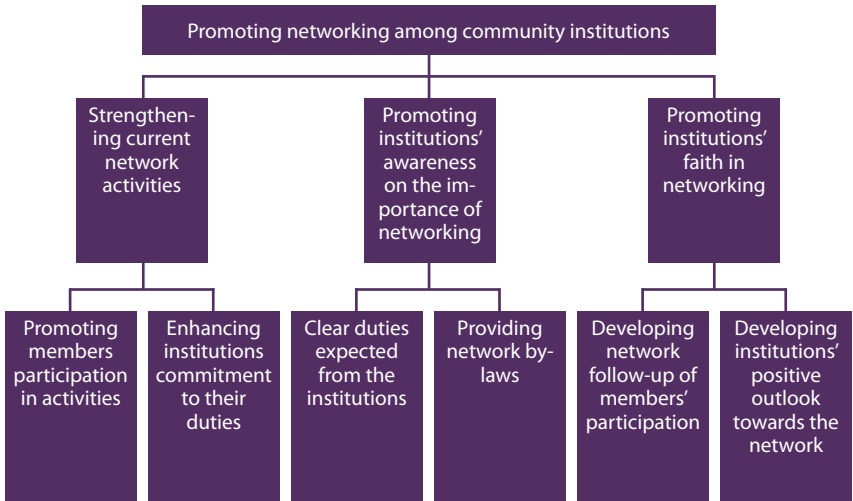 Promoting networking among community institutions
Strengthen-
ing current
network
activities
Promoting
institutions’
awareness
on the im-
portance of
networking
Promoting
institutions’
faith in
networking
Promoting
members
participation
in activities
Enhancing
institutions
commitment
to their
duties
Clear duties
expected
from the
institutions
Providing
network by-
laws
Developing
network
follow-up of
members’
participation
Developing
institutions’
positive
outlook
towards the
network